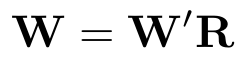 𝐖 = 𝐖′𝐑